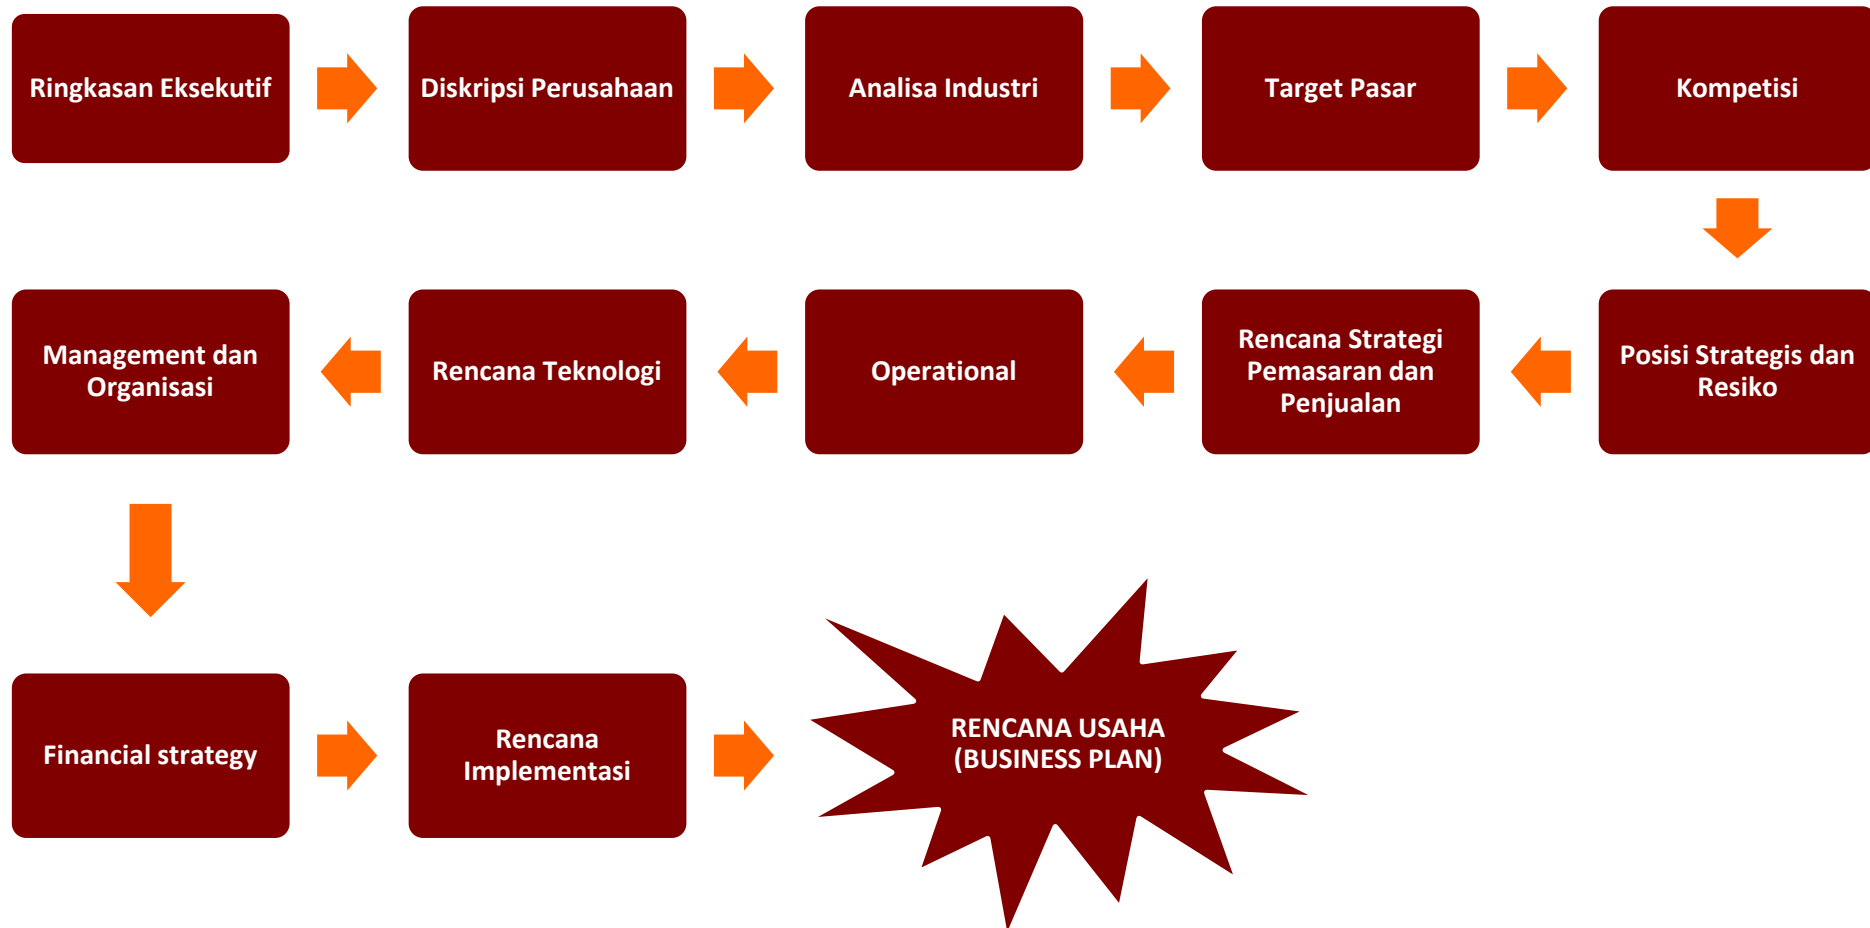 Ringkasan Eksekutif
Diskripsi Perusahaan
Analisa Industri
Target Pasar
Kompetisi
Posisi Strategis dan
Resiko
Rencana Strategi
Pemasaran dan
Penjualan
Operational
Rencana Teknologi
Management dan
Organisasi
Financial strategy
Rencana
Implementasi
RENCANA USAHA
(BUSINESS PLAN)